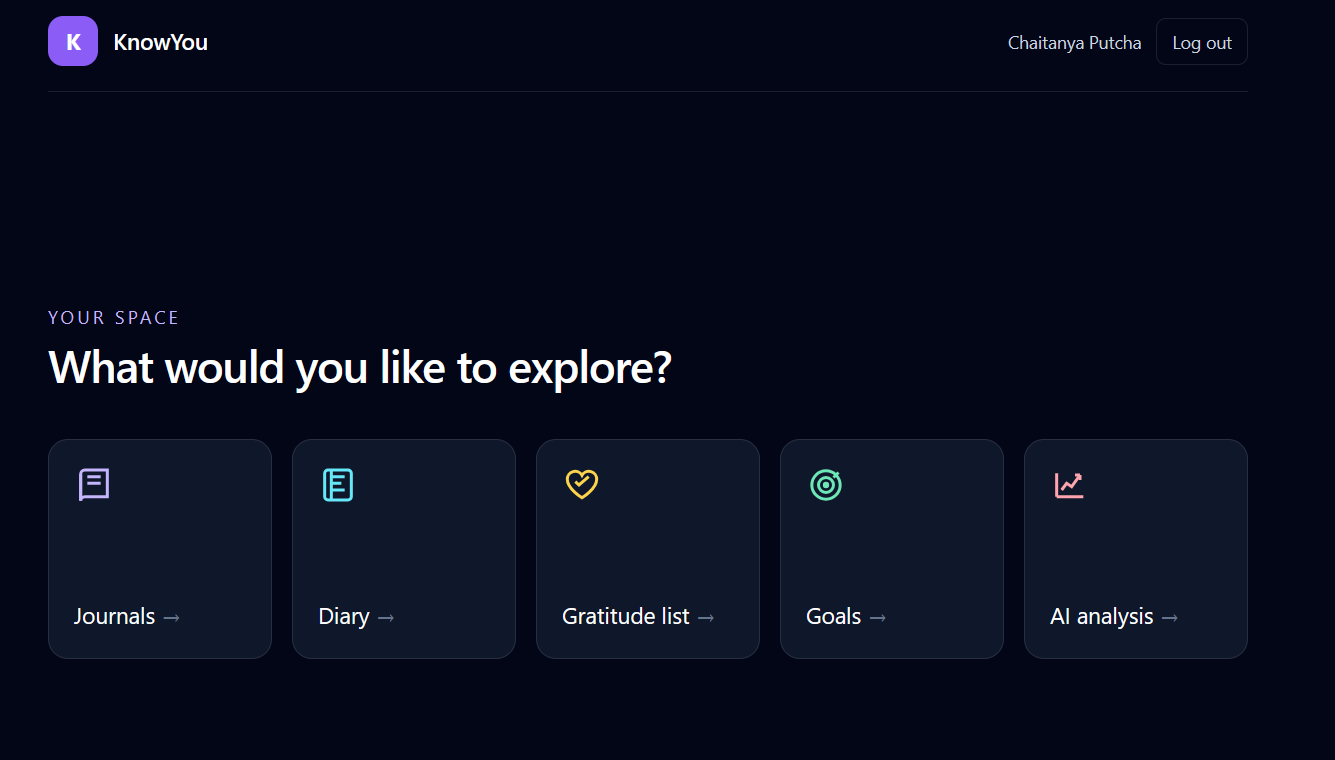 K KnowYou
Chaitanya Putcha
Log out
YOUR SPACE
What would you like to explore?
Journals →
Diary →
Gratitude list →
Goals →
AI analysis →